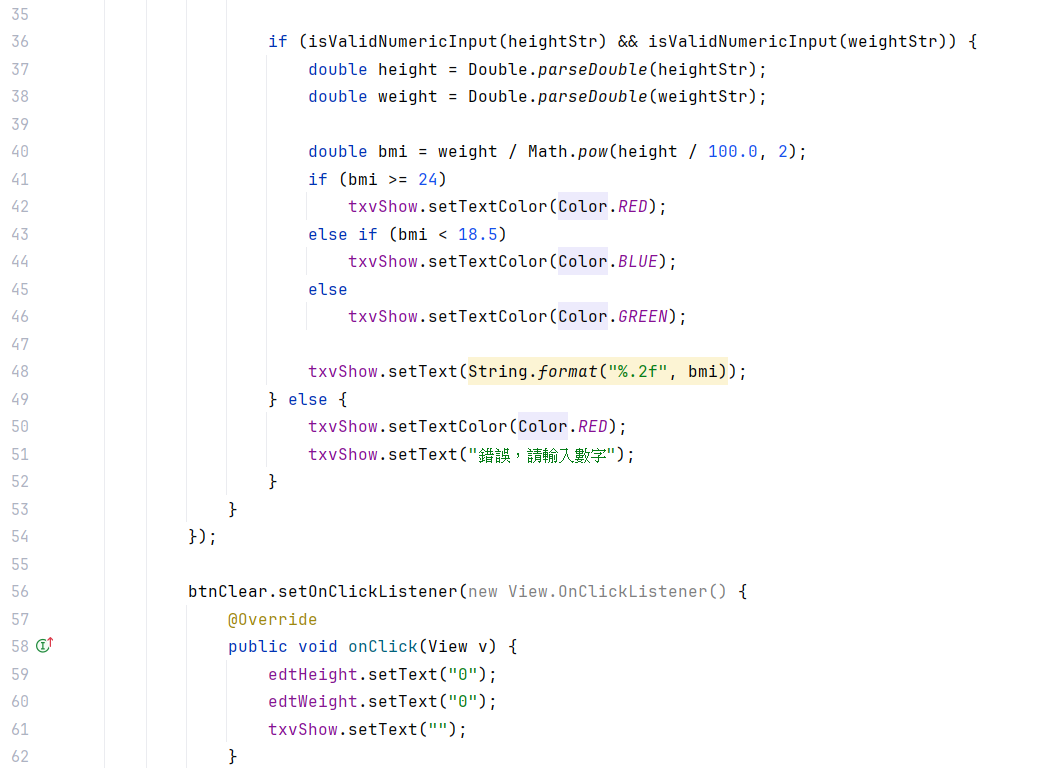 35
36 if (isValidNumericInput(heightStr) && isValidNumericInput(weightStr)) {
37 double height = Double.parseDouble(heightStr);
38 double weight = Double.parseDouble(weightStr);
39
40 double bmi = weight / Math.pow(height / 100.0, 2);
41 if (bmi >= 24)
42 txvShow.setTextColor(Color.RED);
43 else if (bmi < 18.5)
44 txvShow.setTextColor(Color.BLUE);
45 else
46 txvShow.setTextColor(Color.GREEN);
47
48 txvShow.setText(String.format("%.2f", bmi));
49 } else {
50 txvShow.setTextColor(Color.RED);
51 txvShow.setText("錯誤，請輸入數字");
52 }
53 }
54 });
55
56 btnClear.setOnClickListener(new View.OnClickListener() {
57 @Override
58 public void onClick(View v) {
59 edtHeight.setText("0");
60 edtWeight.setText("0");
61 txvShow.setText("");
62 }